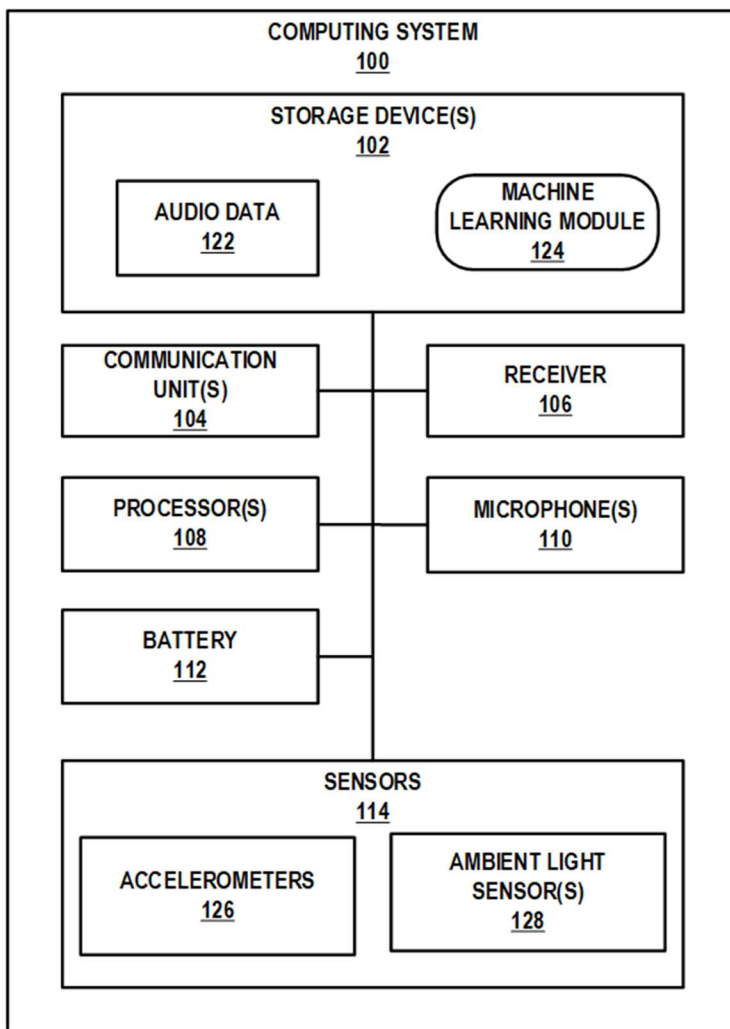 COMPUTING SYSTEM
100
STORAGE DEVICE(S)
102
AUDIO DATA
122
MACHINE
LEARNING MODULE
124
COMMUNICATION
UNIT(S)
104
RECEIVER
106
PROCESSOR(S)
108
MICROPHONE(S)
110
BATTERY
112
SENSORS
114
ACCELEROMETERS
126
AMBIENT LIGHT
SENSOR(S)
128